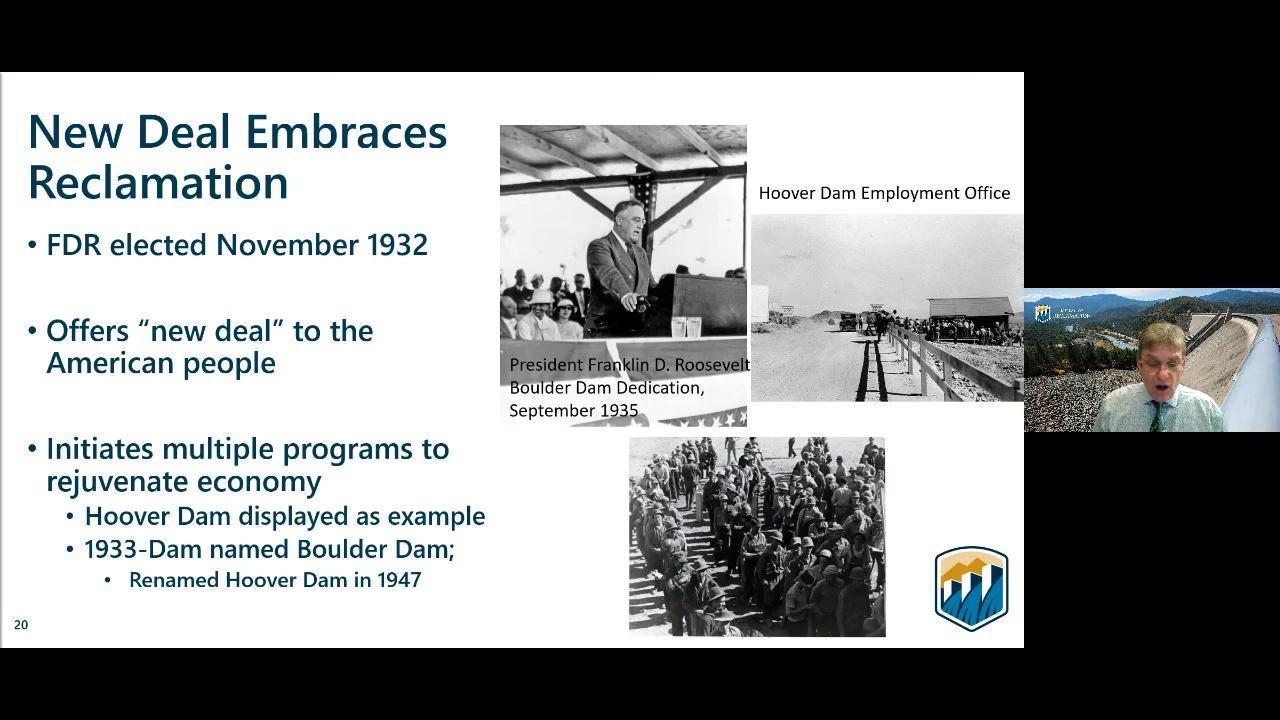 New Deal Embraces
Reclamation
• FDR elected November 1932
• Offers “new deal” to the
American people
• Initiates multiple programs to
rejuvenate economy
• Hoover Dam displayed as example
• 1933-Dam named Boulder Dam;
• Renamed Hoover Dam in 1947
20
President Franklin D. Roosevelt
Boulder Dam Dedication,
September 1935
Hoover Dam Employment Office
RECLAMATION